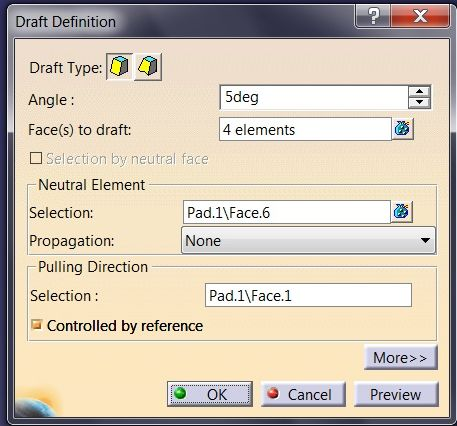 Draft Definition
?
X
Draft Type:
Angle :
5deg
Face(s) to draft:
4 elements
Selection by neutral face
Neutral Element
Selection:
Pad.1\Face.6
Propagation:
None
Pulling Direction
Selection :
Pad.1\Face.1
Controlled by reference
More>>
OK
Cancel
Preview